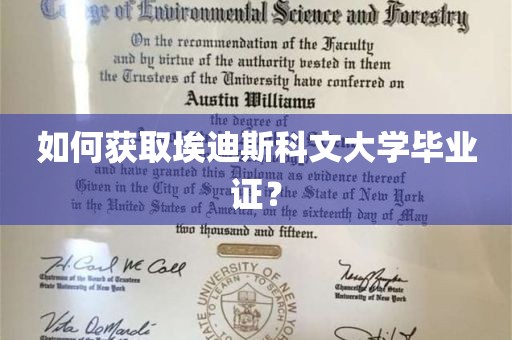 College of Environmental Science and Forestry
On the recommendation of the Faculty
and by virtue of the authority vested in them
the Trustees of the University have conferred on
Austin Williams
the degree of
如何获取埃迪斯科文大学毕业
证？
and have granted this Diploma as evidence thereof
Given in the City of Syracuse in the State of New York
in the United States of America, on the sixteenth day of May
two thousand and fifteen.
H. Carl McCall
Chairman of the Board of Trustees
State University of New York
Chancellor of the
State University of New York
Vita DeMarchi
STATE UNIVERSITY OF NEW
TO LEARN TO SEARCH